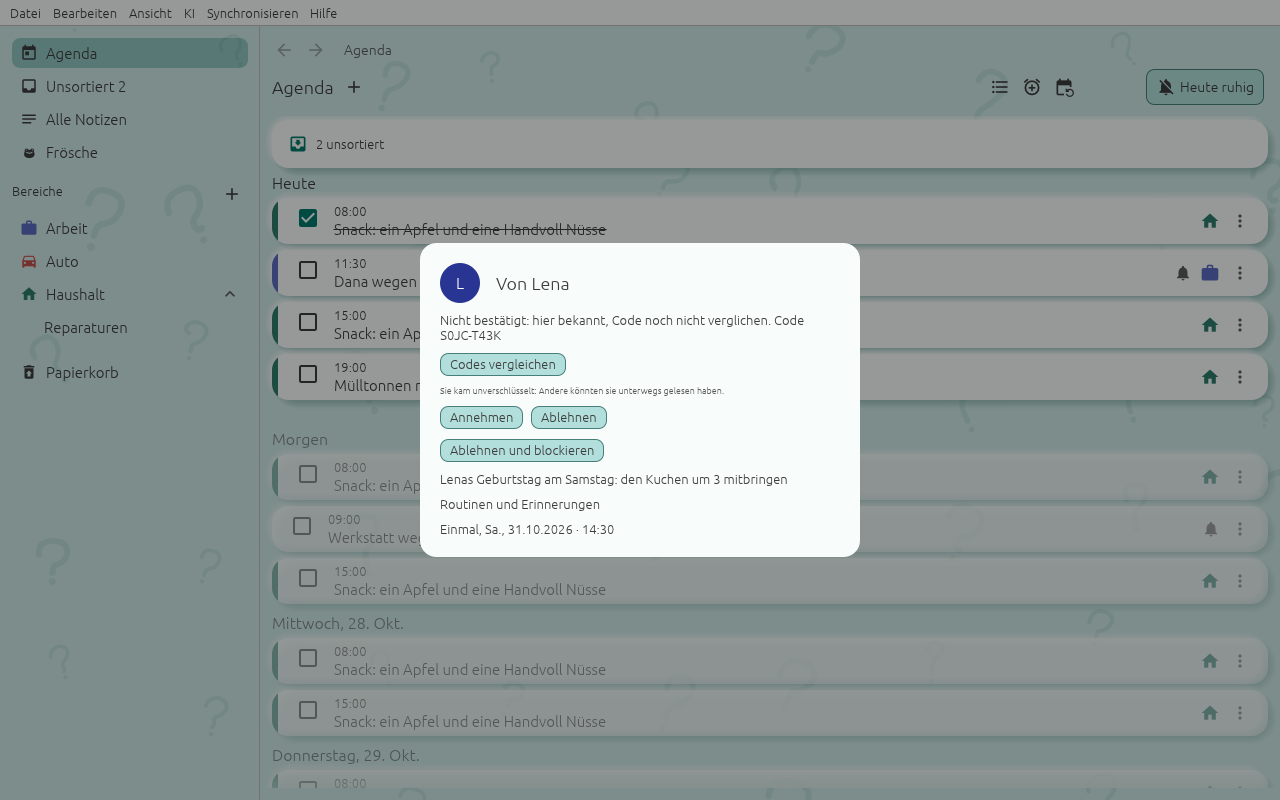 Datei Bearbeiten Ansicht KI Synchronisieren Hilfe
Agenda
Unsortiert 2
Alle Notizen
Frösche
Bereiche
Arbeit
Auto
Haushalt
Reparaturen
Papierkorb
Agenda
Agenda
Heute ruhig
2 unsortiert
Heute
08:00
Snack: ein Apfel und eine Handvoll Nüsse
11:30
Dana wegen
15:00
Snack: ein
19:00
Mülltonnen
Von Lena
Nicht bestätigt: hier bekannt, Code noch nicht verglichen. Code
S0JC-T43K
Codes vergleichen
Sie kam unverschlüsselt: Andere könnten sie unterwegs gelesen haben.
Annehmen Ablehnen
Ablehnen und blockieren
Lenas Geburtstag am Samstag: den Kuchen um 3 mitbringen
Routinen und Erinnerungen
Einmal, Sa., 31.10.2026 · 14:30
Morgen
08:00
Snack: ein
09:00
Werkstatt
15:00
Snack: ein Apfel und eine Handvoll Nüsse
Mittwoch, 28. Okt.
08:00
Snack: ein Apfel und eine Handvoll Nüsse
15:00
Snack: ein Apfel und eine Handvoll Nüsse
Donnerstag, 29. Okt.
08:00